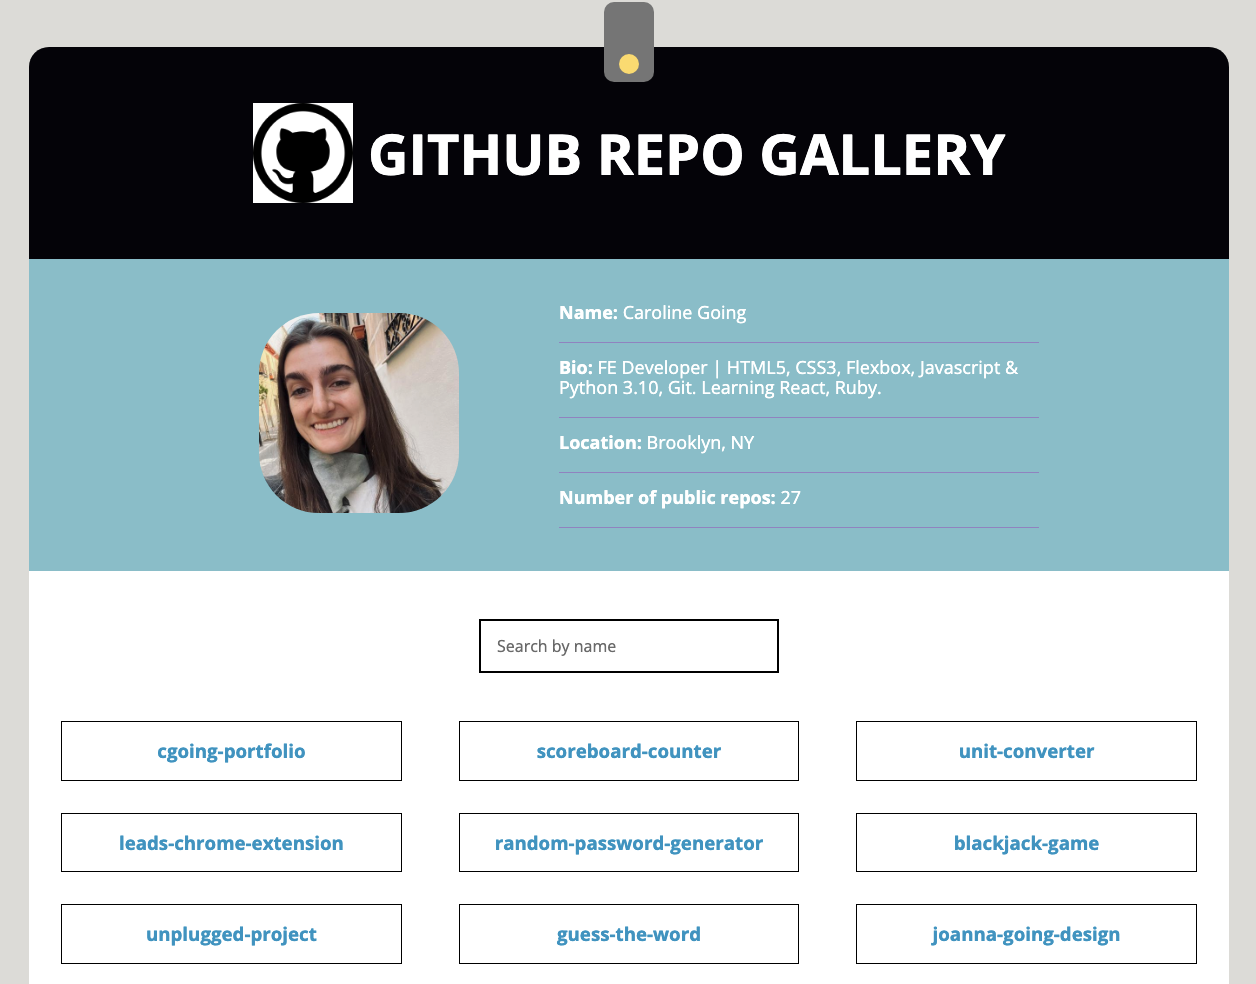 GITHUB REPO GALLERY
Name: Caroline Going
Bio: FE Developer | HTML5, CSS3, Flexbox, Javascript &
Python 3.10, Git. Learning React, Ruby.
Location: Brooklyn, NY
Number of public repos: 27
Search by name
cgoing-portfolio
scoreboard-counter
unit-converter
leads-chrome-extension
random-password-generator
blackjack-game
unplugged-project
guess-the-word
joanna-going-design